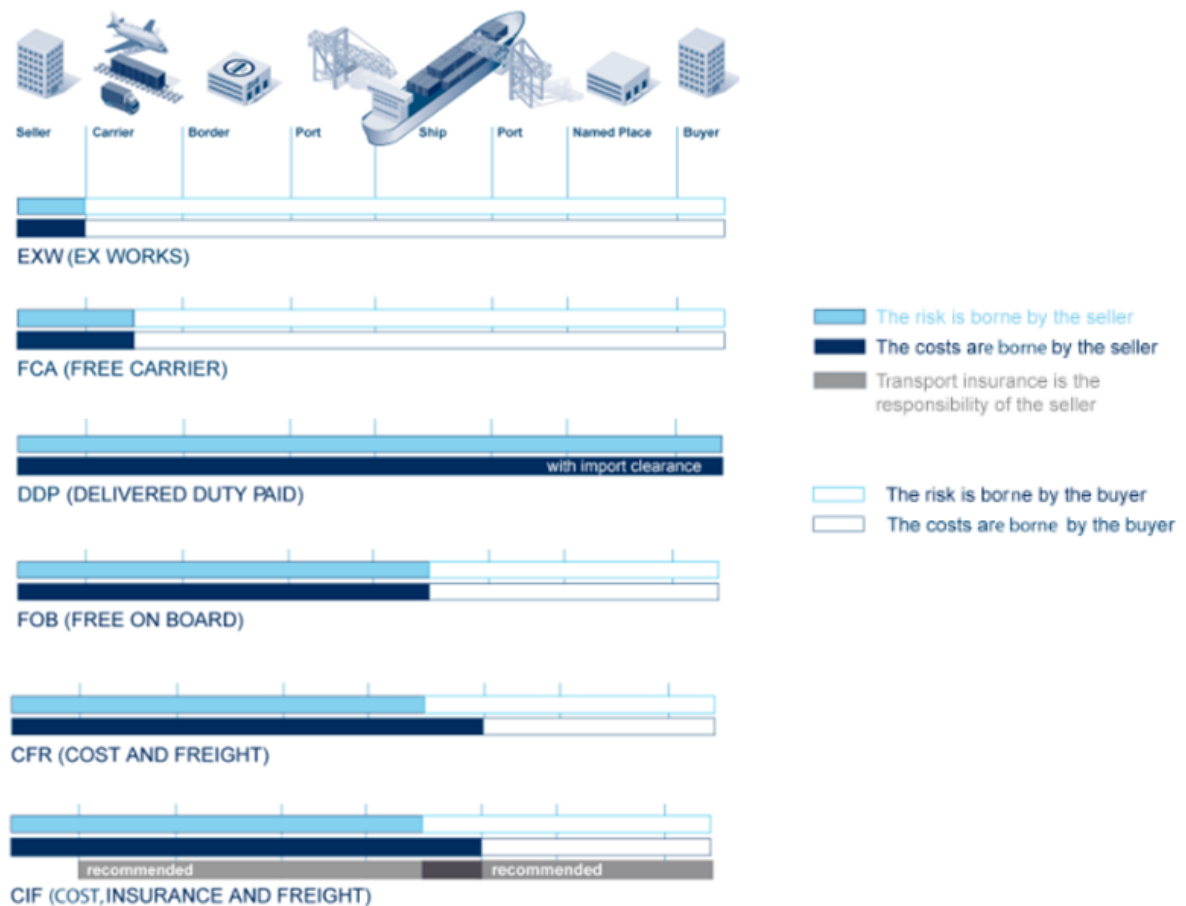 Seller Carrier Border Port Ship Port Named Place Buyer
EXW (EX WORKS)
FCA (FREE CARRIER)
with import clearance
DDP (DELIVERED DUTY PAID)
FOB (FREE ON BOARD)
CFR (COST AND FREIGHT)
recommended recommended
CIF (COST, INSURANCE AND FREIGHT)
The risk is borne by the seller
The costs are borne by the seller
Transport insurance is the
responsibility of the seller
The risk is borne by the buyer
The costs are borne by the buyer